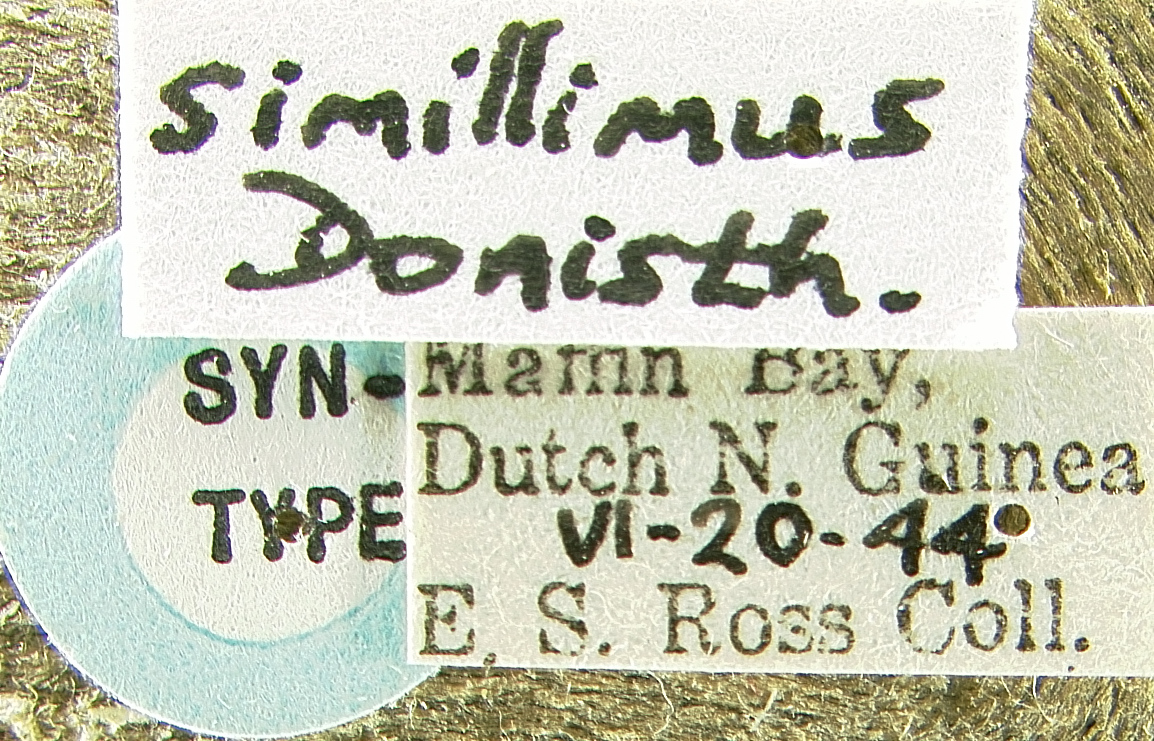 simillimus
Donisth.
SYN-
TYPE
Maffin Bay,
Dutch N. Guinea
VI-20-44
E. S. Ross Coll.